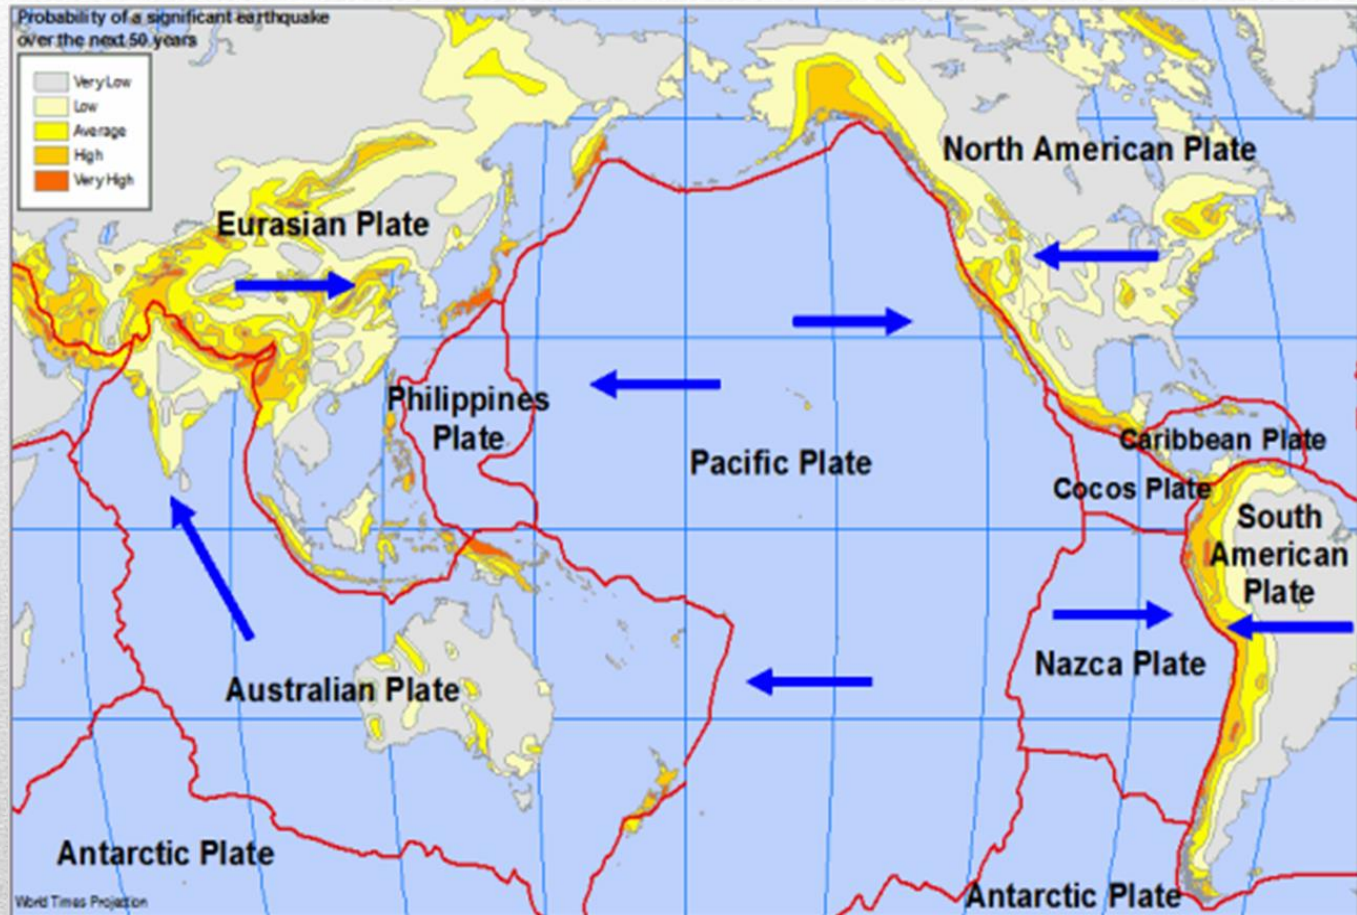 Probability of a significant earthquake
over the next 50 years
Very Low
Low
Average
High
Very High
North American Plate
Eurasian Plate
Philippines
Plate
Pacific Plate
Caribbean Plate
Cocos Plate
South
American
Plate
Nazca Plate
Australian Plate
Antarctic Plate
Antarctic Plate
World Times Projection